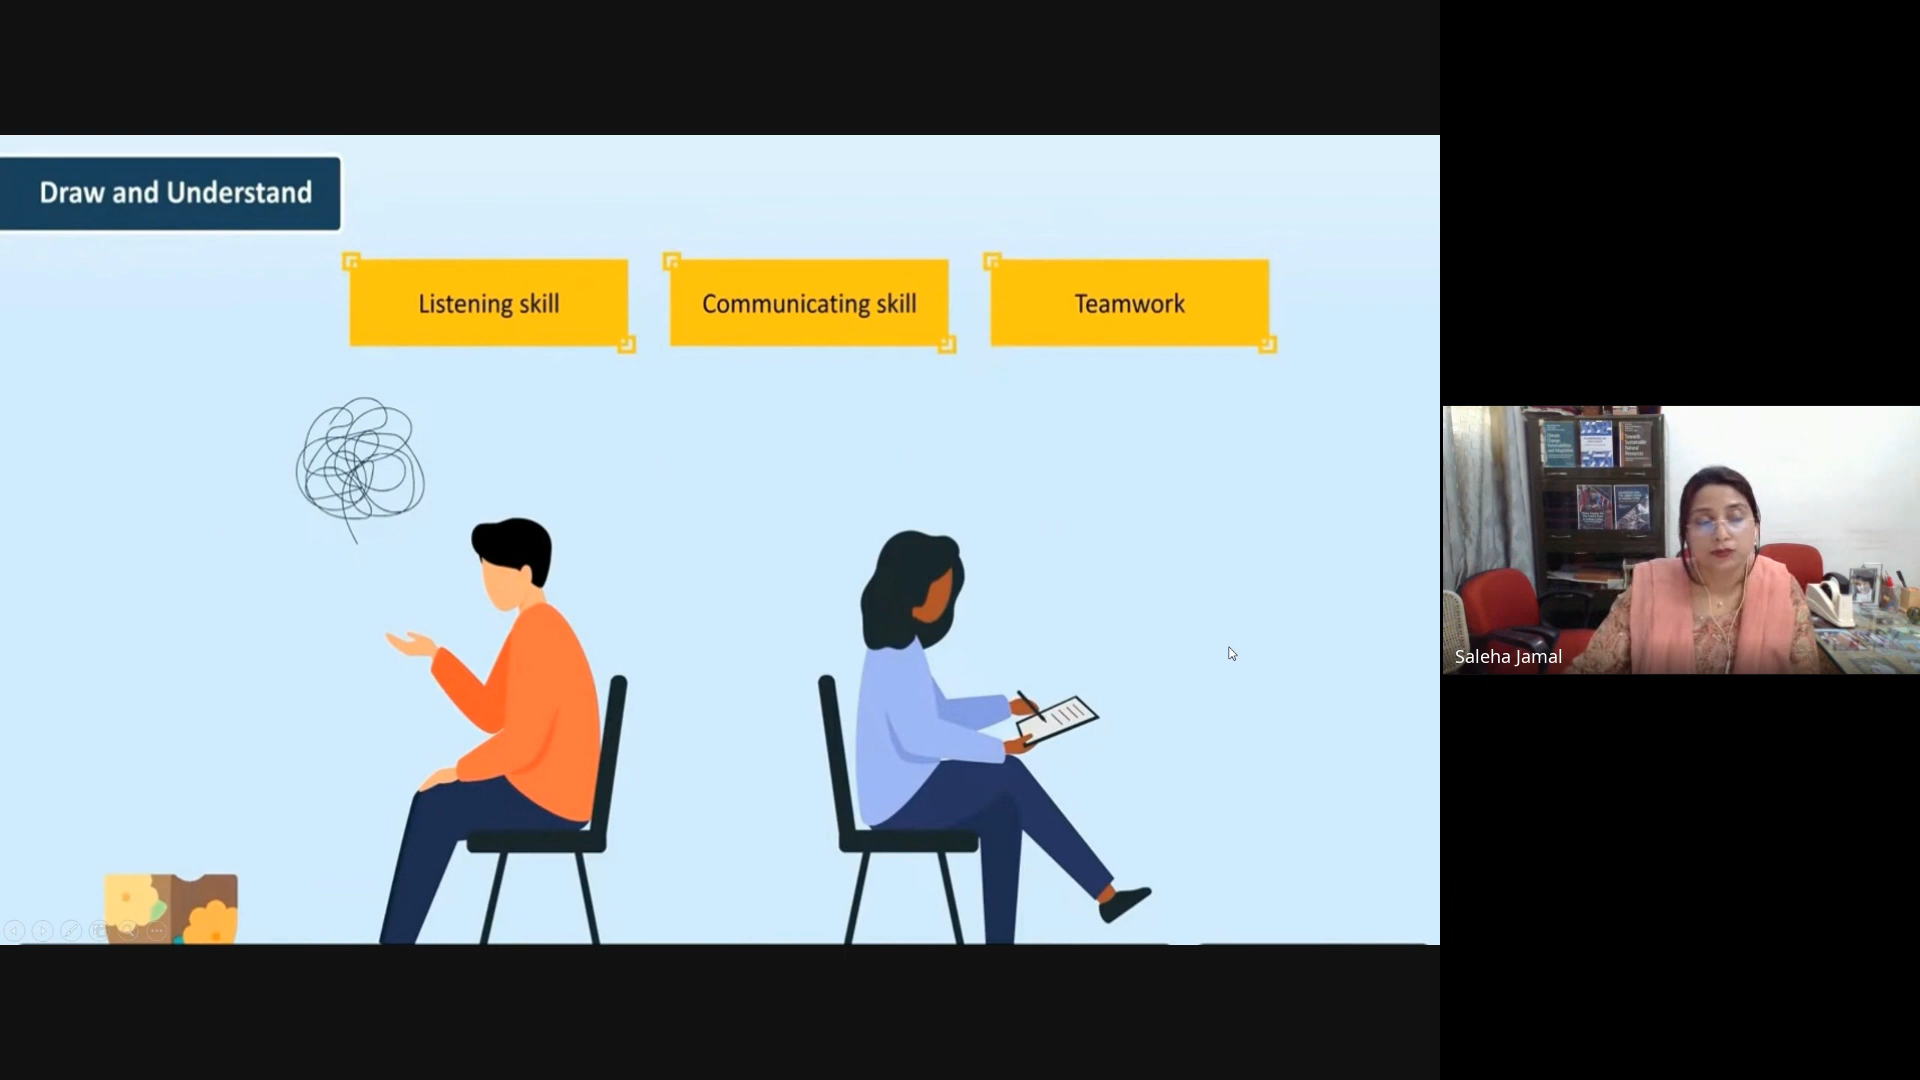 Draw and Understand
Listening skill
Communicating skill
Teamwork
Saleha Jamal